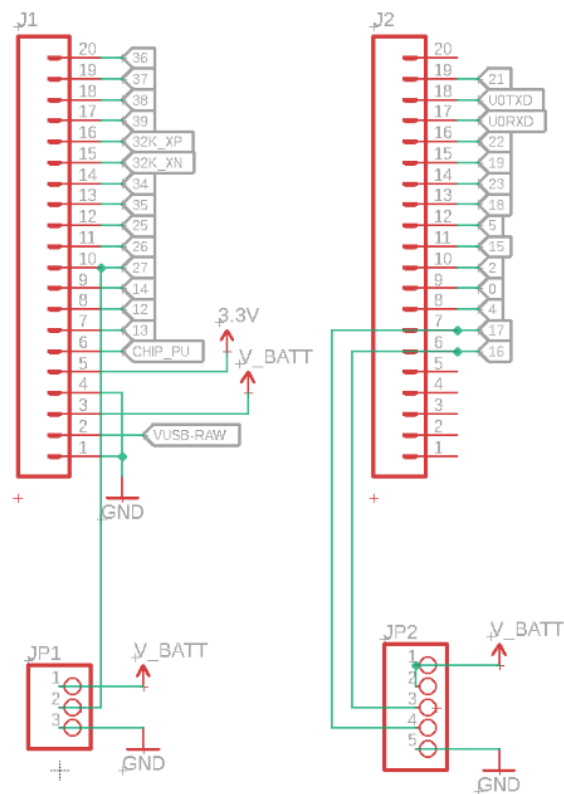 J1
20 36
19 37
18 38
17 39
16 32K_XP
15 32K_XN
14 34
13 35
12 25
11 26
10 27
9 14
8 12
7 13
6 CHIP_PU
5
4
3
2 VUSB-RAW
1
3.3V
V_BATT
GND
J2
20
19 21
18 U0TXD
17 U0RXD
16 22
15 19
14 23
13 18
12 5
11 15
10 2
9 0
8 4
7 17
6 16
5
4
3
2
1
JP1
1
2
3
V_BATT
GND
JP2
1
2
3
4
5
V_BATT
GND